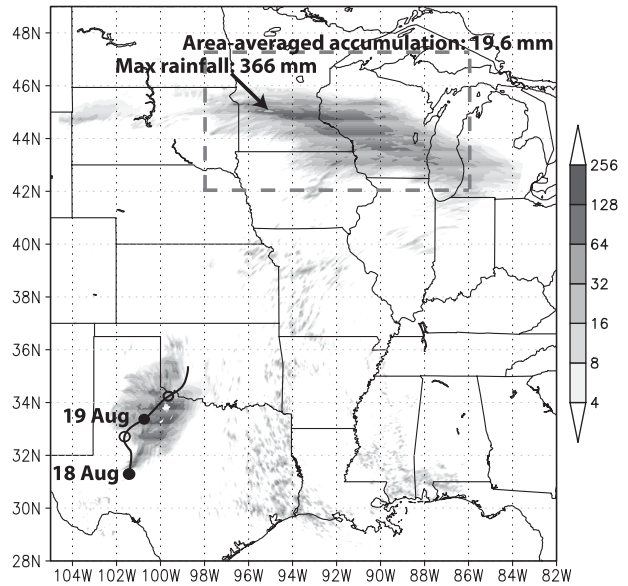 48N
Area-averaged accumulation: 19.6 mm
Max rainfall: 366 mm
46N
44N
42N
40N
38N
36N
34N
32N
30N
28N
19 Aug
18 Aug
104W 102W 100W 98W 96W 94W 92W 90W 88W 86W 84W 82W
256
128
64
32
16
8
4